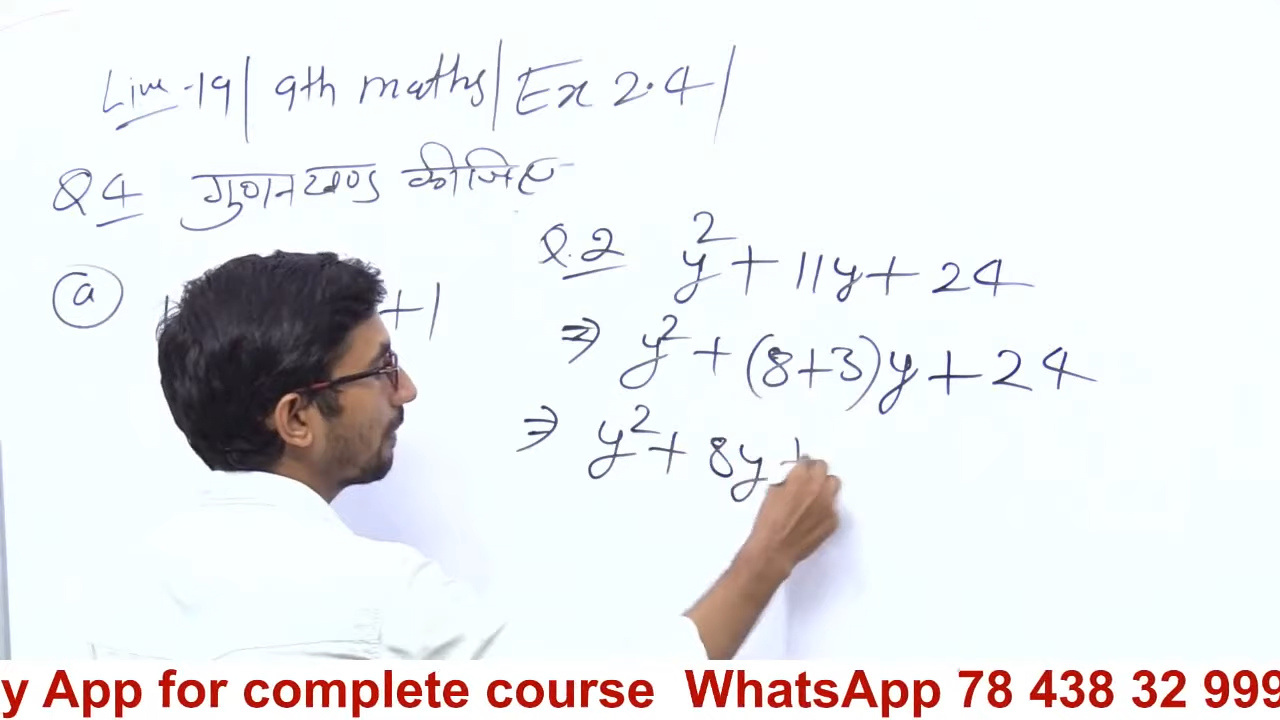 Live-19| 9th maths| Ex 2.4|
Q4 गुणनखण्ड कीजिए
(a) +1
Q.2 y² + 11y + 24
⇒ y² + (8+3)y + 24
⇒ y² + 8y +
y App for complete course WhatsApp 78 438 32 999